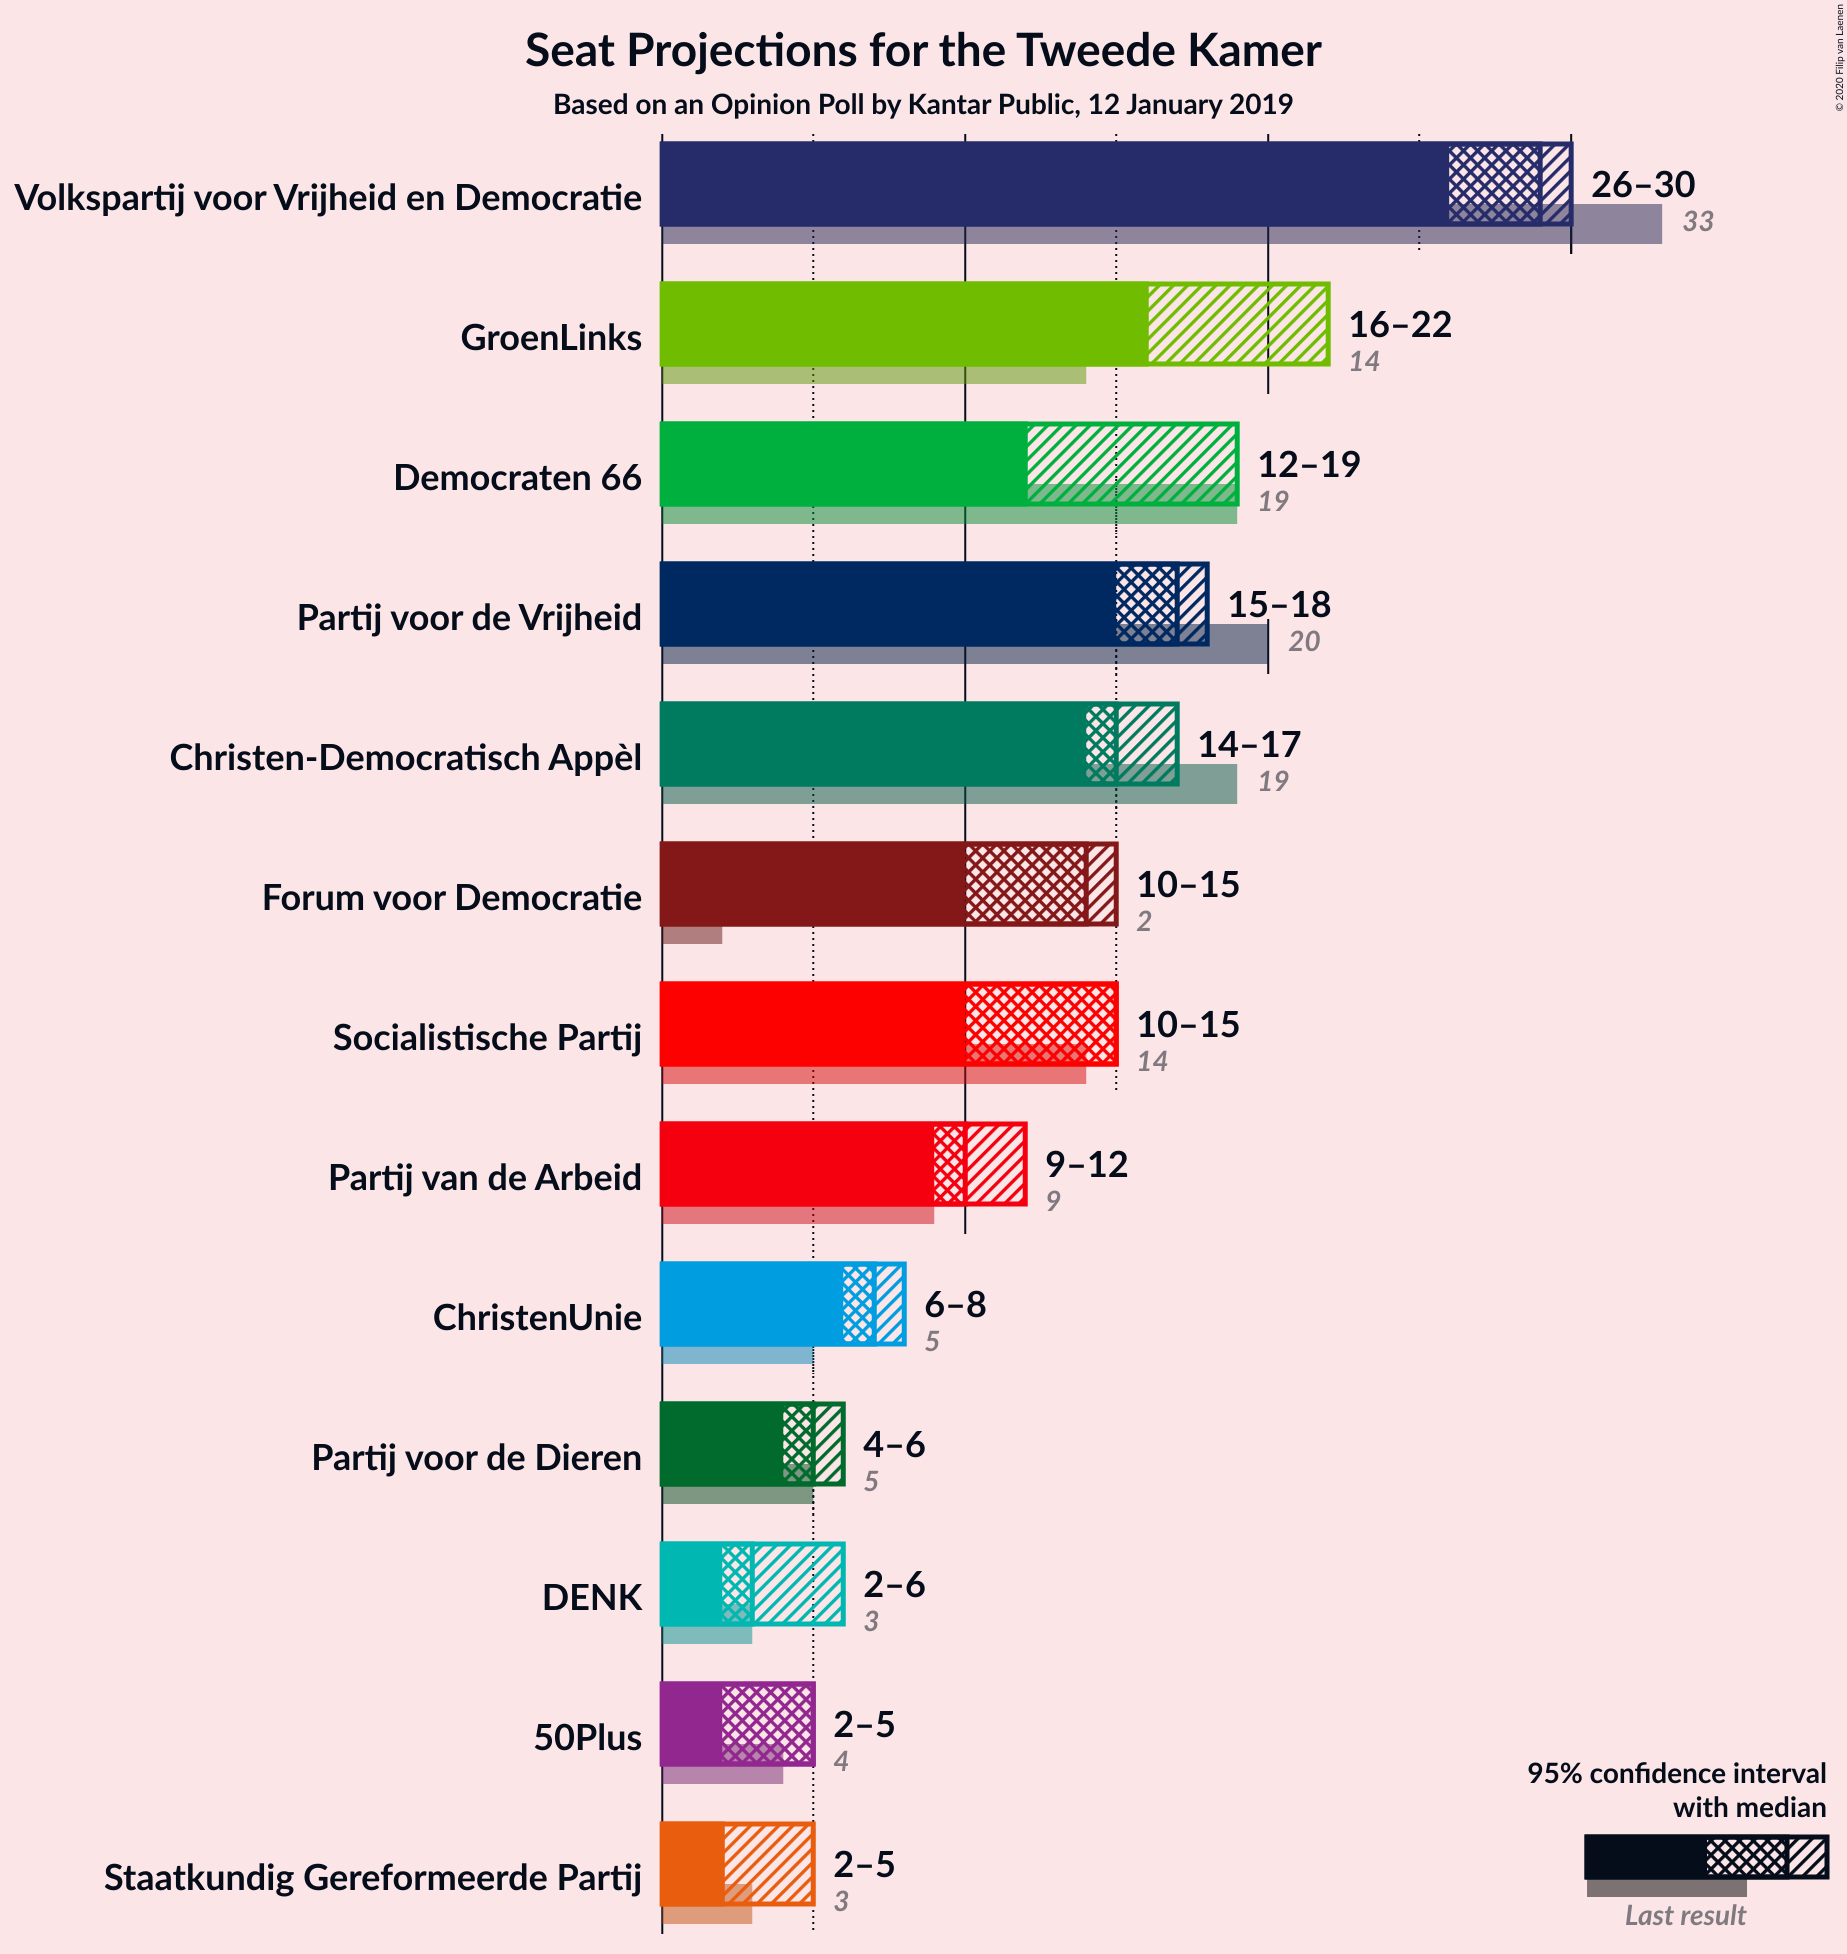 Seat Projections for the Tweede Kamer
Based on an Opinion Poll by Kantar Public, 12 January 2019
© 2020 Filip van Laenen
Volkspartij voor Vrijheid en Democratie
26–30
33
GroenLinks
16–22
14
Democraten 66
12–19
19
Partij voor de Vrijheid
15–18
20
Christen-Democratisch Appèl
14–17
19
Forum voor Democratie
10–15
2
Socialistische Partij
10–15
14
Partij van de Arbeid
9–12
9
ChristenUnie
6–8
5
Partij voor de Dieren
4–6
5
DENK
2–6
3
50Plus
2–5
4
Staatkundig Gereformeerde Partij
2–5
3
95% confidence interval
with median
Last result